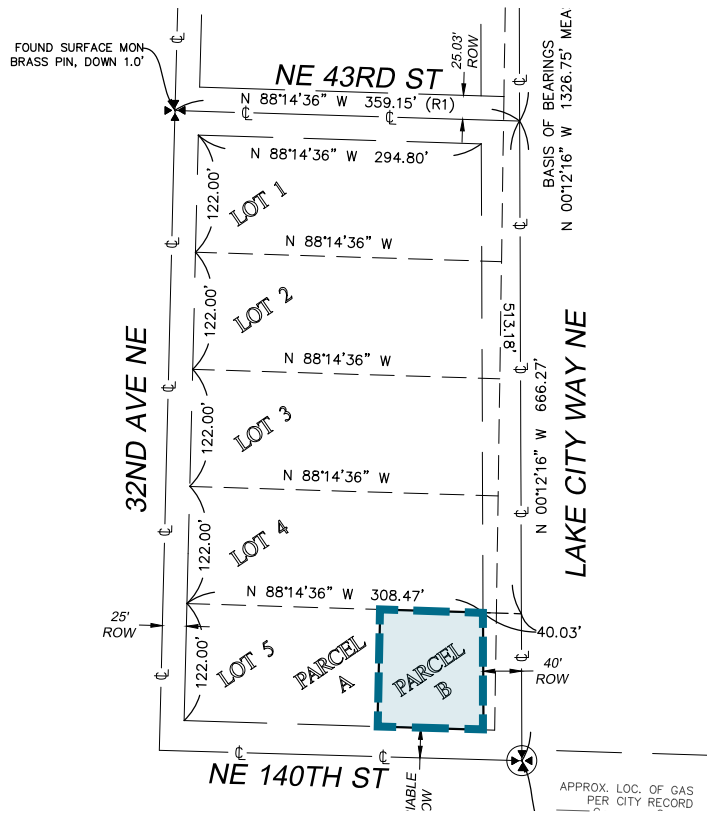 FOUND SURFACE MON
BRASS PIN, DOWN 1.0'
25.03'
ROW
NE 43RD ST
N 88°14'36" W 359.15' (R1)
BASIS OF BEARINGS
N 00°12'16" W 1326.75' MEA
N 88°14'36" W 294.80'
122.00'
LOT 1
N 88°14'36" W
122.00'
LOT 2
513.18'
N 88°14'36" W
32ND AVE NE
LAKE CITY WAY NE
N 00°12'16" W 666.27'
122.00'
LOT 3
N 88°14'36" W
122.00'
LOT 4
N 88°14'36" W 308.47'
25'
ROW
40.03'
122.00'
LOT 5
PARCEL
A
PARCEL
B
40'
ROW
NE 140TH ST
IABLE
OW
APPROX. LOC. OF GAS
PER CITY RECORD